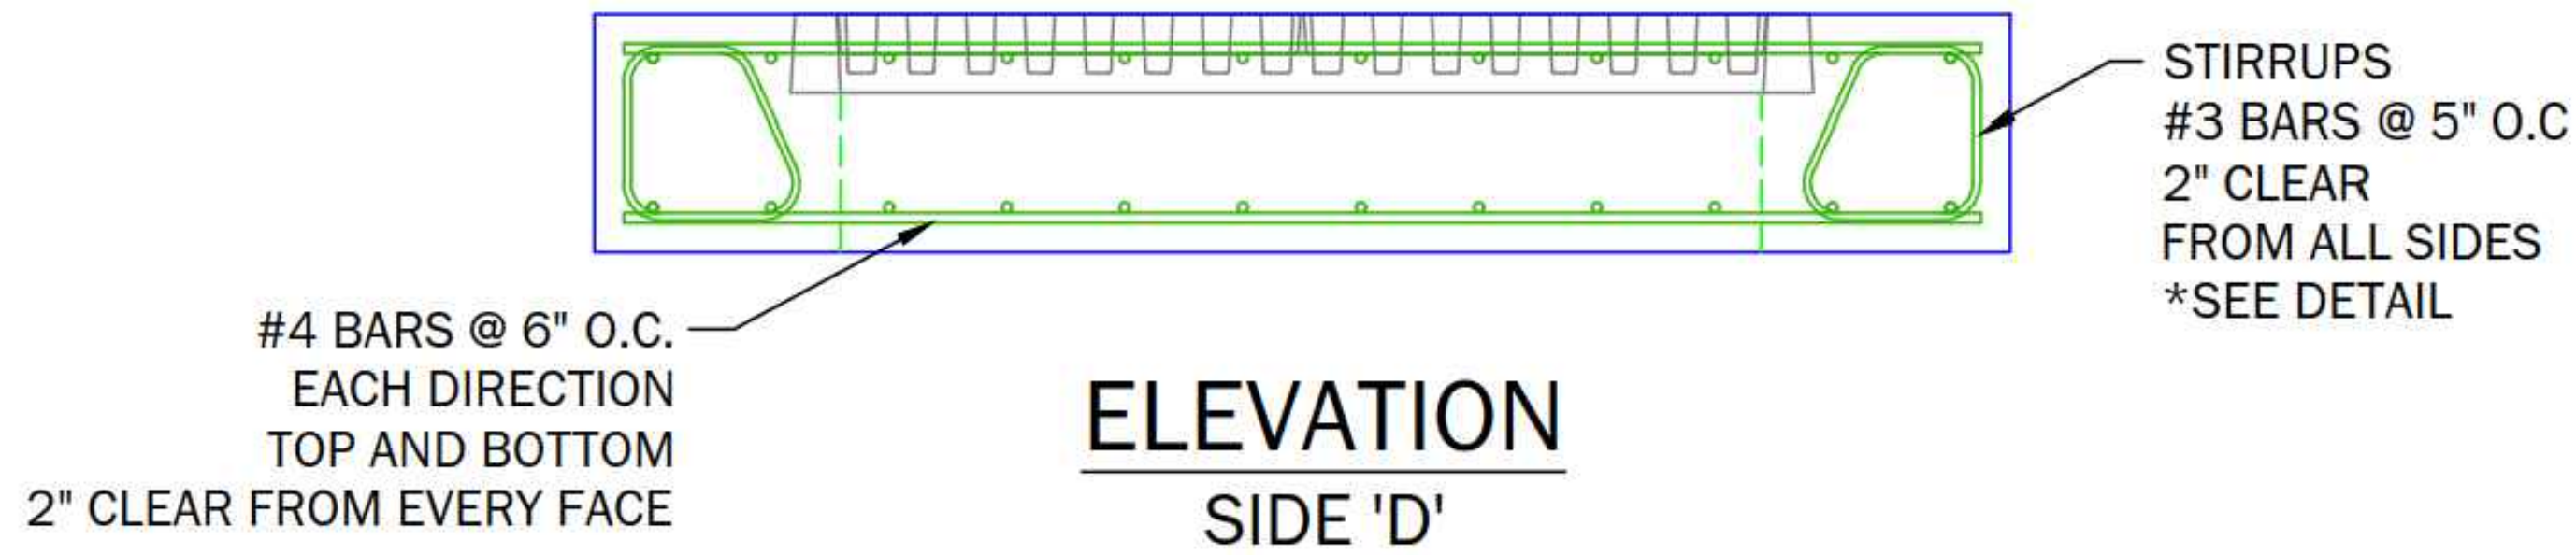 STIRRUPS
#3 BARS @ 5" O.C
2" CLEAR
FROM ALL SIDES
*SEE DETAIL
#4 BARS @ 6" O.C.
EACH DIRECTION
TOP AND BOTTOM
2" CLEAR FROM EVERY FACE
ELEVATION
SIDE 'D'